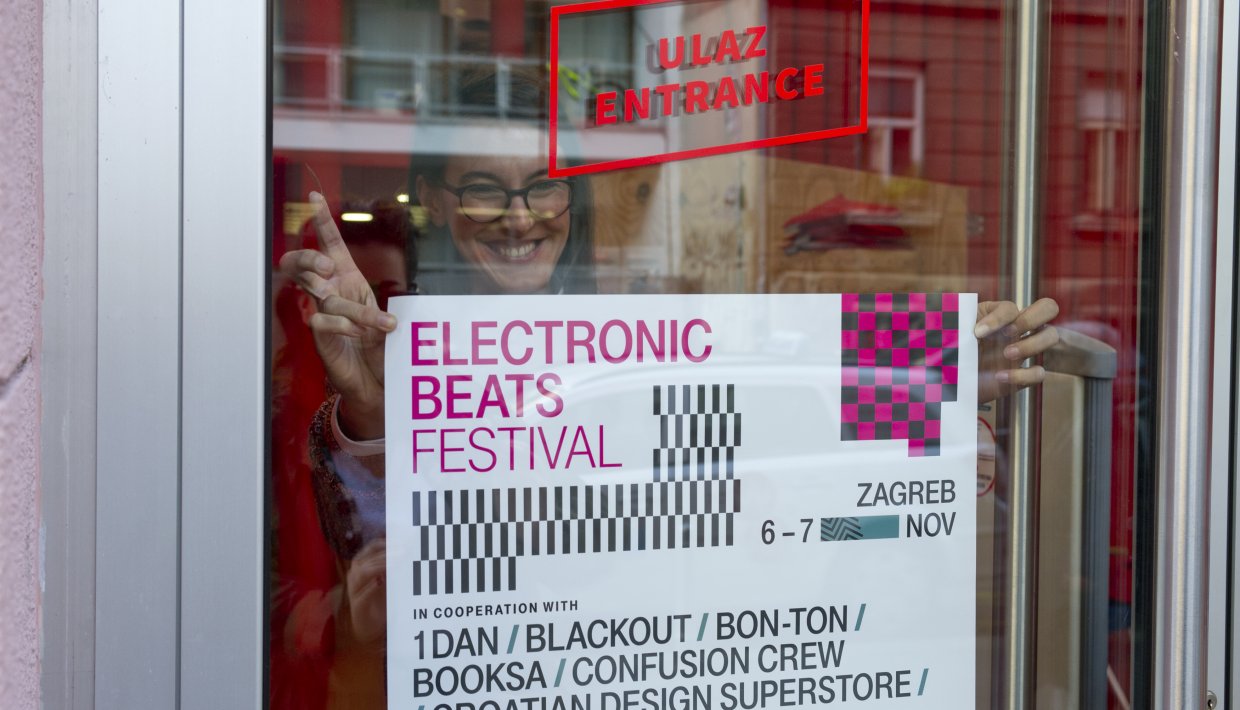 ULAZ
ENTRANCE
ELECTRONIC
BEATS
FESTIVAL
ZAGREB
6–7 NOV
IN COOPERATION WITH
1DAN / BLACKOUT / BON-TON /
BOOKSA / CONFUSION CREW
/ CROATIAN DESIGN SUPERSTORE /